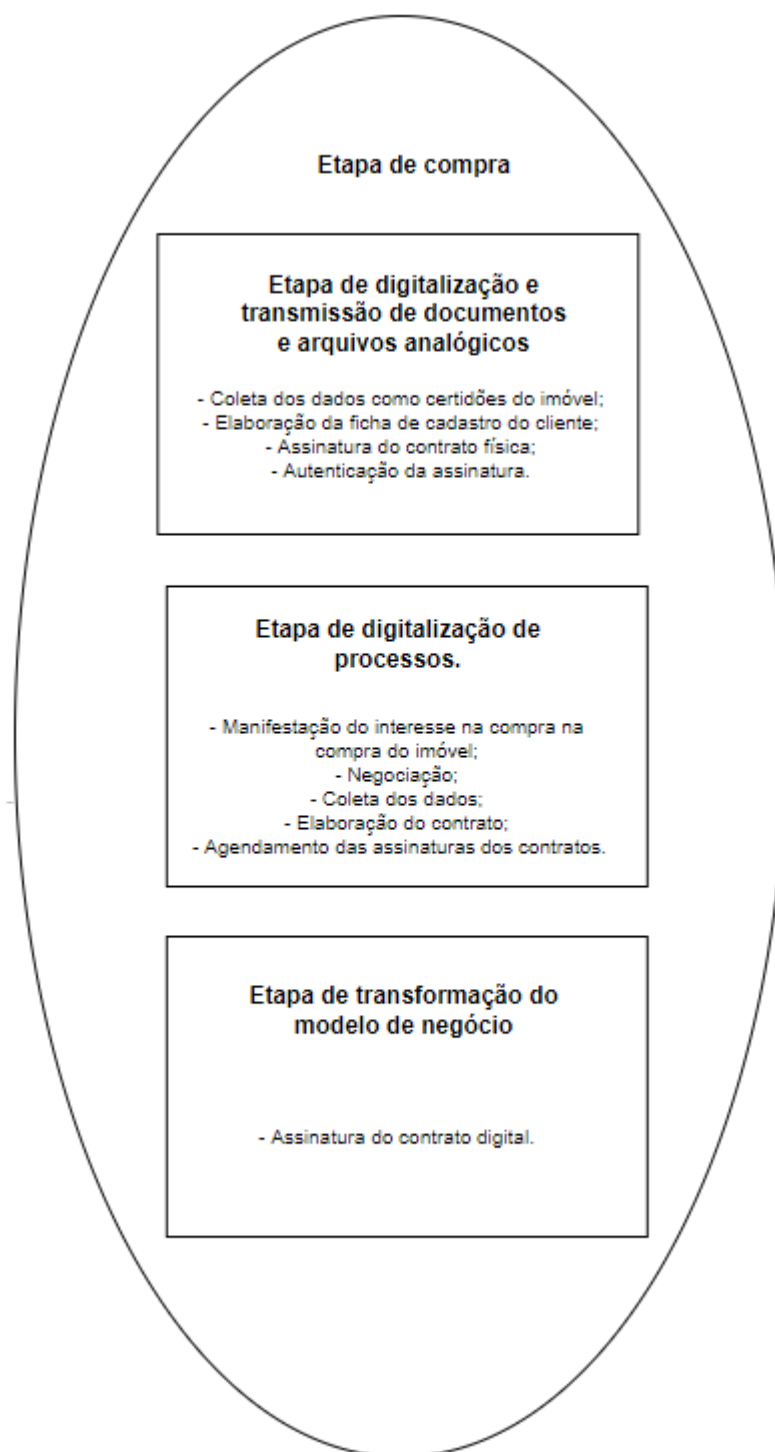 Etapa de compra
Etapa de digitalização e
transmissão de documentos
e arquivos analógicos
- Coleta dos dados como certidões do imóvel;
- Elaboração da ficha de cadastro do cliente;
- Assinatura do contrato física;
- Autenticação da assinatura.
Etapa de digitalização de
processos.
- Manifestação do interesse na compra na
compra do imóvel;
- Negociação;
- Coleta dos dados;
- Elaboração do contrato;
- Agendamento das assinaturas dos contratos.
Etapa de transformação do
modelo de negócio
- Assinatura do contrato digital.